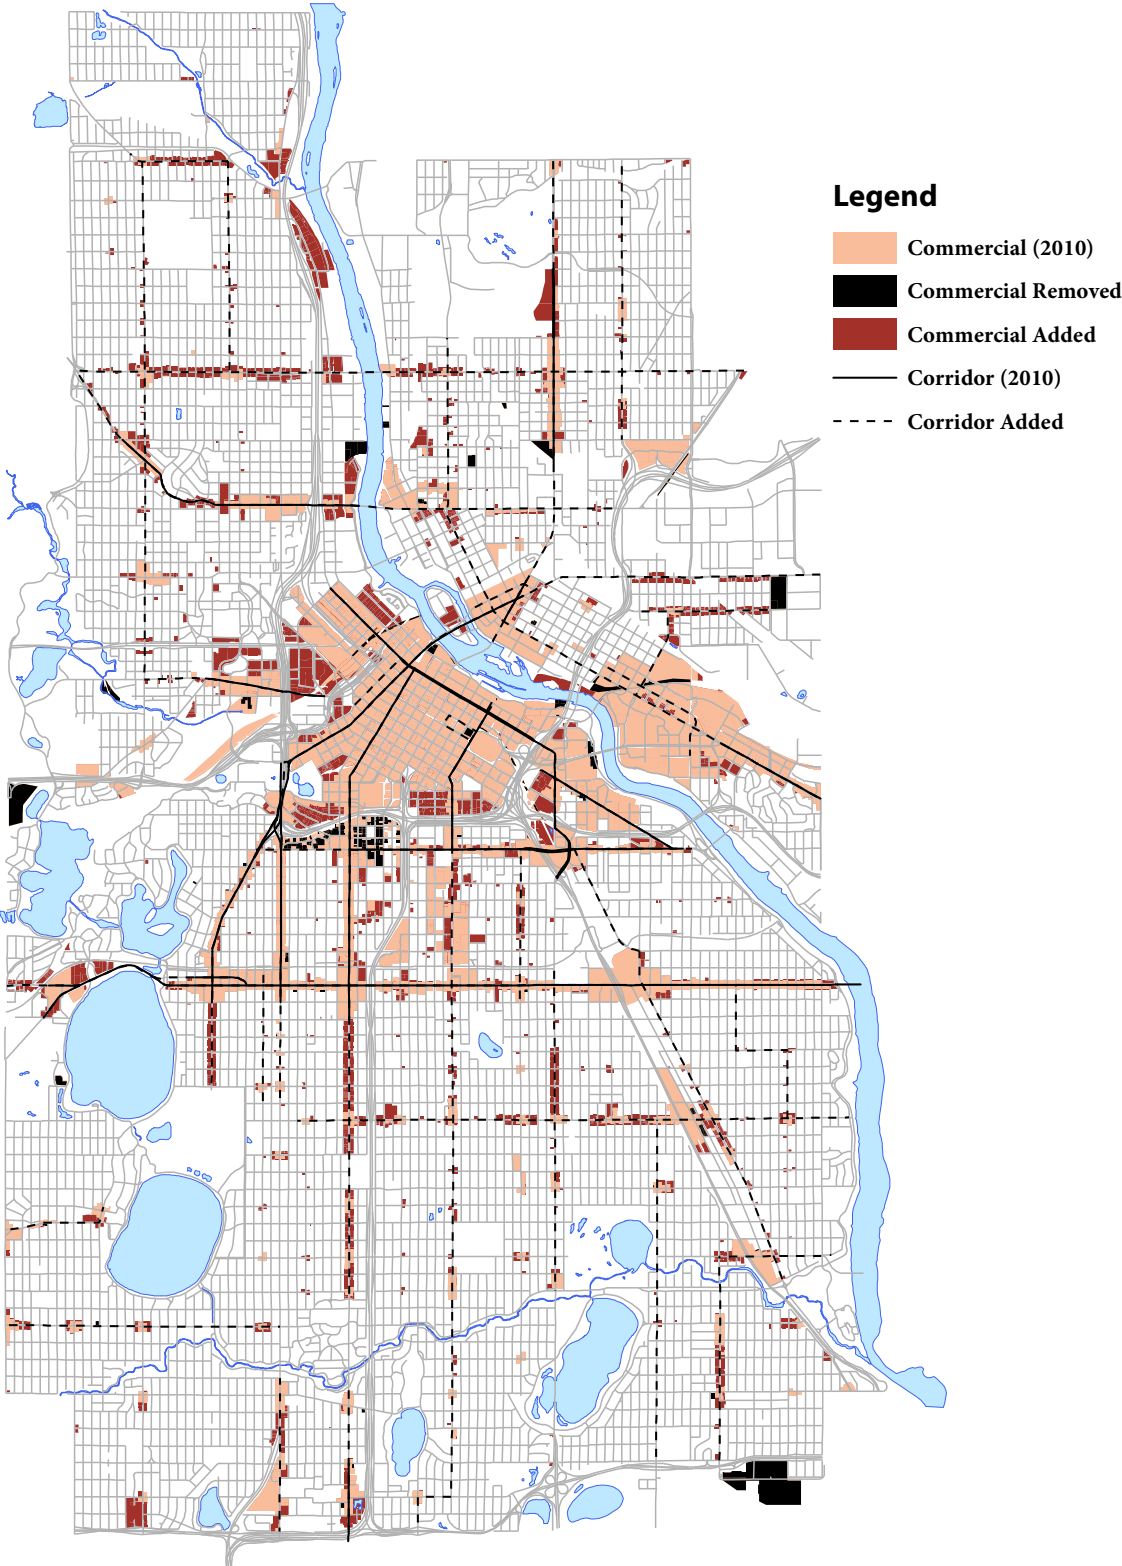 Legend
Commercial (2010)
Commercial Removed
Commercial Added
Corridor (2010)
Corridor Added